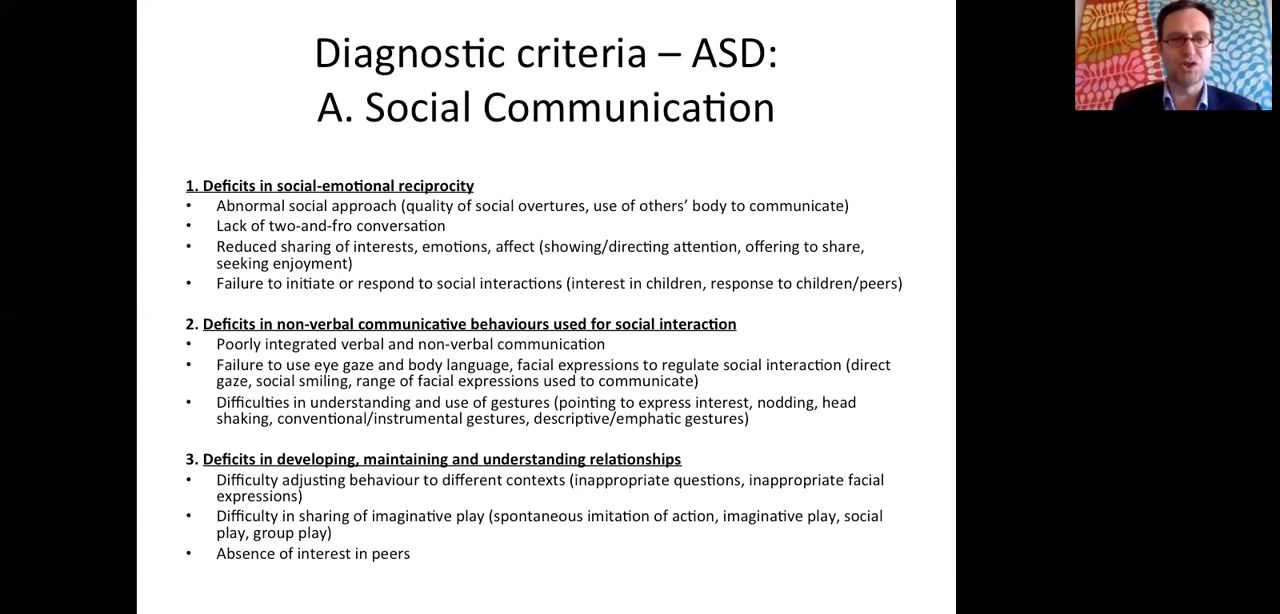 Diagnostic criteria – ASD:
A. Social Communication
1. Deficits in social-emotional reciprocity
• Abnormal social approach (quality of social overtures, use of others’ body to communicate)
• Lack of two-and-fro conversation
• Reduced sharing of interests, emotions, affect (showing/directing attention, offering to share,
seeking enjoyment)
• Failure to initiate or respond to social interactions (interest in children, response to children/peers)
2. Deficits in non-verbal communicative behaviours used for social interaction
• Poorly integrated verbal and non-verbal communication
• Failure to use eye gaze and body language, facial expressions to regulate social interaction (direct
gaze, social smiling, range of facial expressions used to communicate)
• Difficulties in understanding and use of gestures (pointing to express interest, nodding, head
shaking, conventional/instrumental gestures, descriptive/emphatic gestures)
3. Deficits in developing, maintaining and understanding relationships
• Difficulty adjusting behaviour to different contexts (inappropriate questions, inappropriate facial
expressions)
• Difficulty in sharing of imaginative play (spontaneous imitation of action, imaginative play, social
play, group play)
• Absence of interest in peers